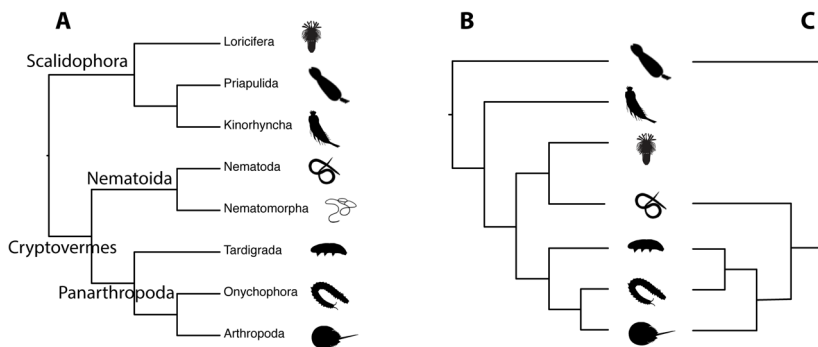 A
B
C
Loricifera
Scalidophora
Priapulida
Kinorhyncha
Nematoda
Nematoida
Nematomorpha
Cryptovermes
Tardigrada
Panarthropoda
Onychophora
Arthropoda